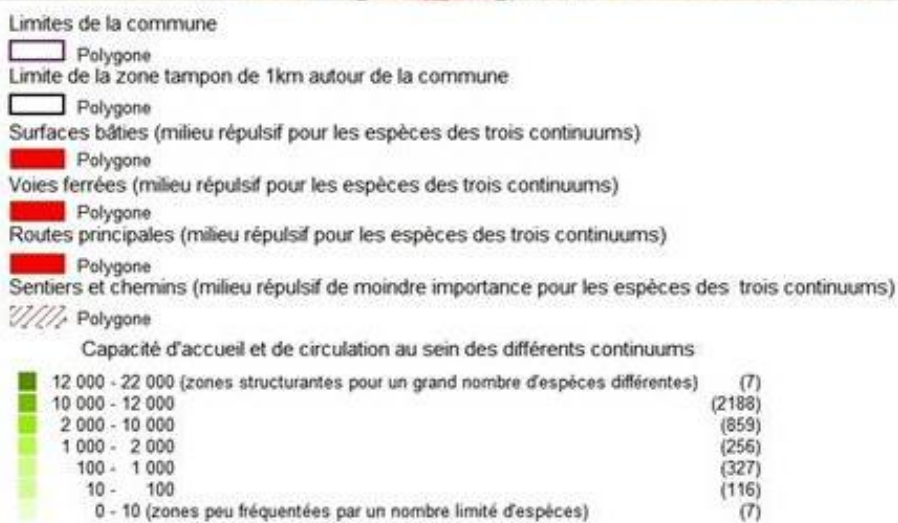 Limites de la commune
Polygone
Limite de la zone tampon de 1km autour de la commune
Polygone
Surfaces bâties (milieu répulsif pour les espèces des trois continuums)
Polygone
Voies ferrées (milieu répulsif pour les espèces des trois continuums)
Polygone
Routes principales (milieu répulsif pour les espèces des trois continuums)
Polygone
Sentiers et chemins (milieu répulsif de moindre importance pour les espèces des trois continuums)
Polygone
Capacité d'accueil et de circulation au sein des différents continuums
12 000 - 22 000 (zones structurantes pour un grand nombre d'espèces différentes) (7)
10 000 - 12 000 (2188)
2 000 - 10 000 (859)
1 000 - 2 000 (256)
100 - 1 000 (327)
10 - 100 (116)
0 - 10 (zones peu fréquentées par un nombre limité d'espèces) (7)